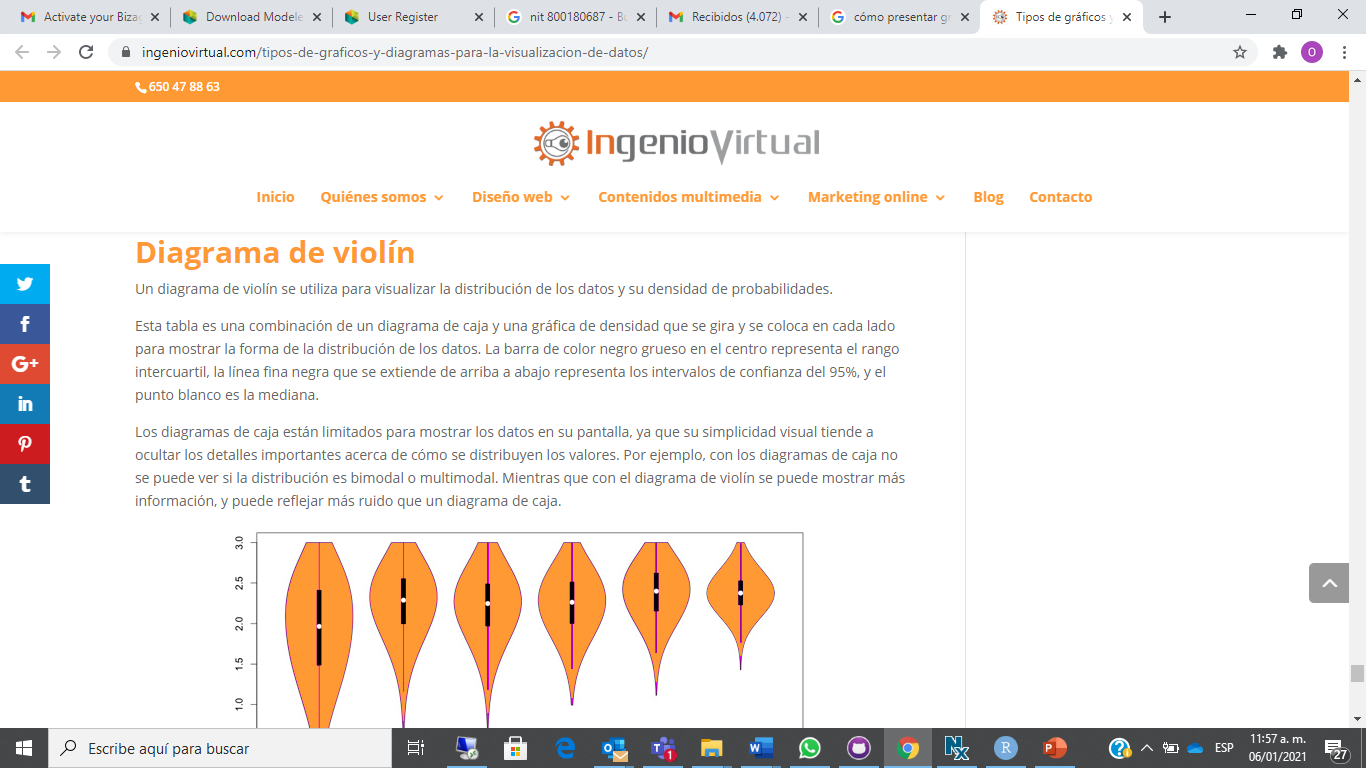 Activate your Biza
Download Modele
User Register
nit 800180687 - Bu
Recibidos (4.072) -
cómo presentar gr
Tipos de gráficos y
ingeniovirtual.com/tipos-de-graficos-y-diagramas-para-la-visualizacion-de-datos/
O
650 47 88 63
IngenioVirtual
Inicio Quiénes somos Diseño web Contenidos multimedia Marketing online Blog Contacto
Diagrama de violín
Un diagrama de violín se utiliza para visualizar la distribución de los datos y su densidad de probabilidades.
Esta tabla es una combinación de un diagrama de caja y una gráfica de densidad que se gira y se coloca en cada lado
para mostrar la forma de la distribución de los datos. La barra de color negro grueso en el centro representa el rango
intercuartil, la línea fina negra que se extiende de arriba a abajo representa los intervalos de confianza del 95%, y el
punto blanco es la mediana.
Los diagramas de caja están limitados para mostrar los datos en su pantalla, ya que su simplicidad visual tiende a
ocultar los detalles importantes acerca de cómo se distribuyen los valores. Por ejemplo, con los diagramas de caja no
se puede ver si la distribución es bimodal o multimodal. Mientras que con el diagrama de violín se puede mostrar más
información, y puede reflejar más ruido que un diagrama de caja.
3.0
2.5
2.0
1.5
1.0
Escribe aquí para buscar
ESP
11:57 a. m.
06/01/2021
27